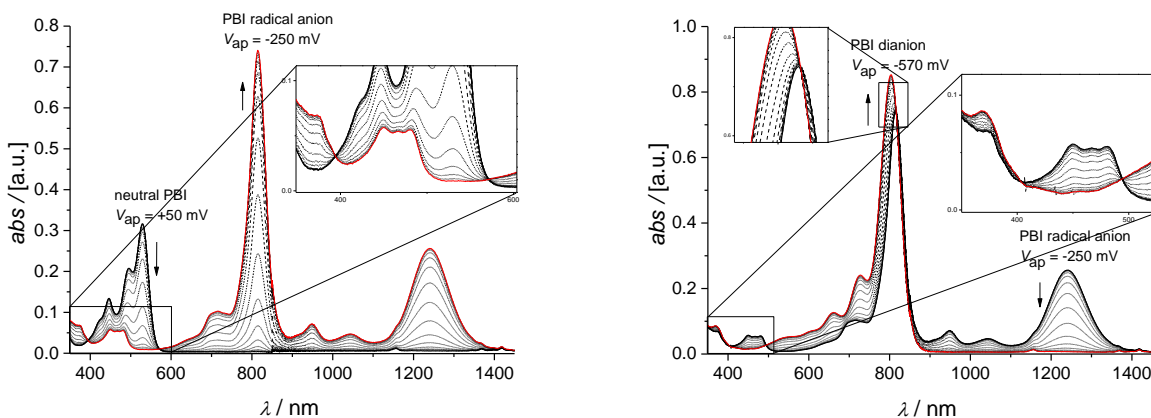 PBI radical anion
Vap = -250 mV
neutral PBI
Vap = +50 mV
0.1
0.0
400
600
0.8
0.7
0.6
0.5
0.4
0.3
0.2
0.1
0.0
abs / [a.u.]
400 600 800 1000 1200 1400
λ / nm
PBI dianion
Vap = -570 mV
0.8
0.6
0.1
0.0
400
500
PBI radical anion
Vap = -250 mV
1.0
0.8
0.6
0.4
0.2
0.0
abs / [a.u.]
400 600 800 1000 1200 1400
λ / nm